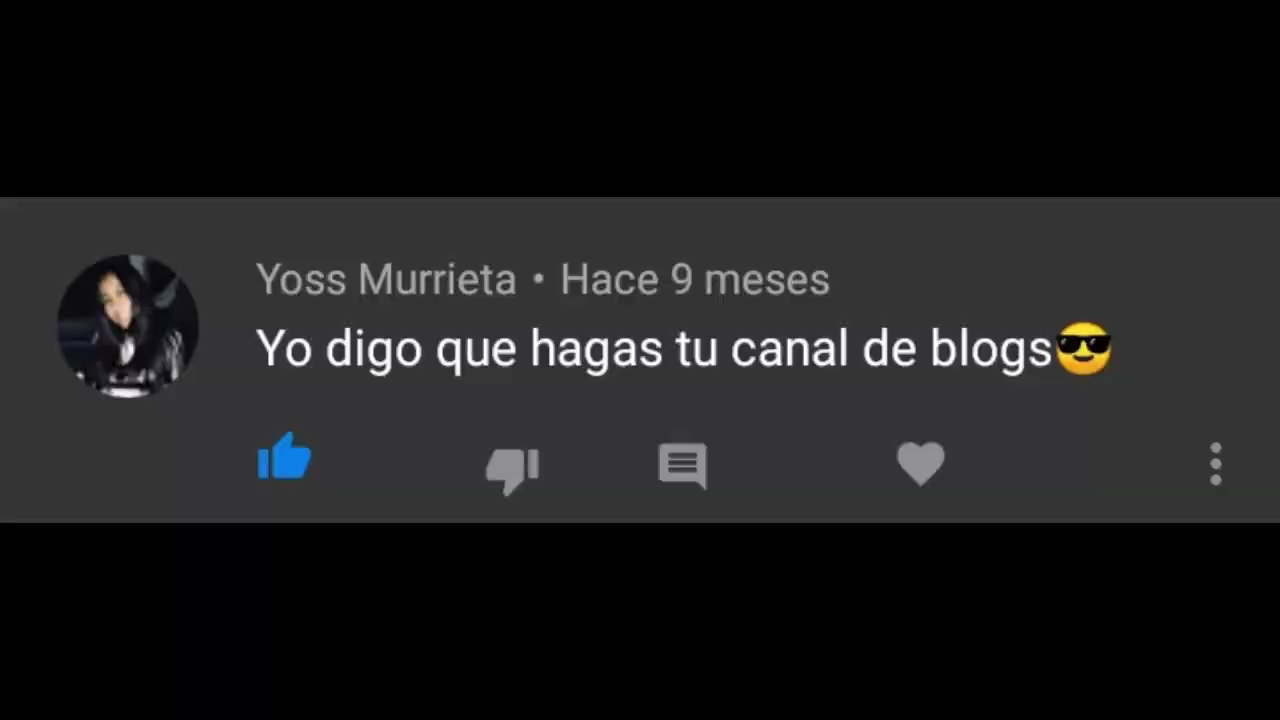 Yoss Murrieta • Hace 9 meses
Yo digo que hagas tu canal de blogs😎